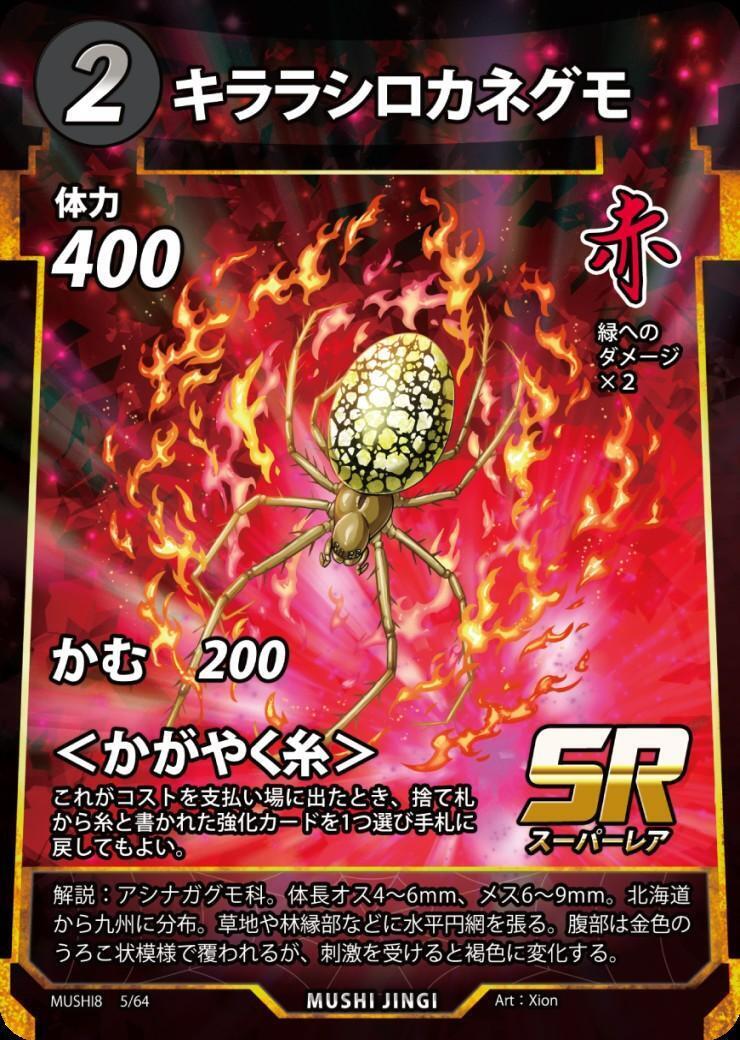 2
キララシロカネグモ
体力
400
赤
緑への
ダメージ
×2
かむ 200
＜かがやく糸＞
これがコストを支払い場に出たとき、捨て札
から糸と書かれた強化カードを1つ選び手札に
戻してもよい。
SR
スーパーレア
解説：アシナガグモ科。体長オス4〜6mm、メス6〜9mm。北海道
から九州に分布。草地や林縁部などに水平円網を張る。腹部は金色の
うろこ状模様で覆われるが、刺激を受けると褐色に変化する。
MUSHI8 5/64
MUSHI JINGI
Art：Xion